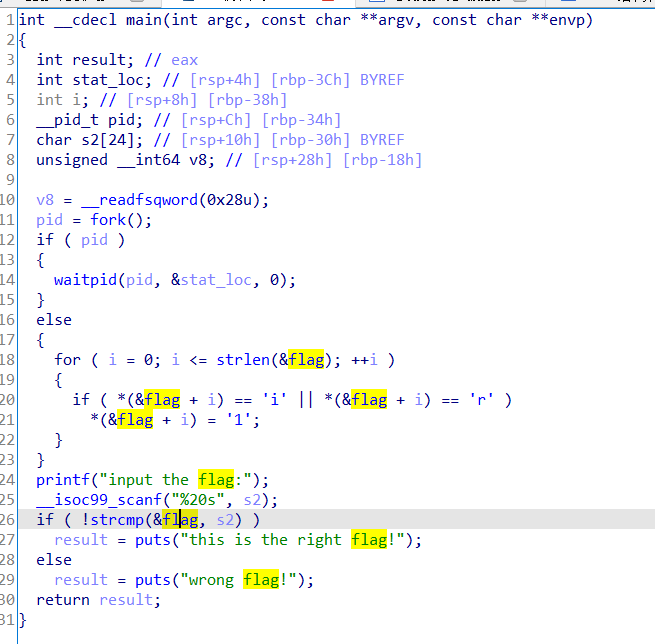 1 int __cdecl main(int argc, const char **argv, const char **envp)
2 {
3   int result; // eax
4   int stat_loc; // [rsp+4h] [rbp-3Ch] BYREF
5   int i; // [rsp+8h] [rbp-38h]
6   __pid_t pid; // [rsp+Ch] [rbp-34h]
7   char s2[24]; // [rsp+10h] [rbp-30h] BYREF
8   unsigned __int64 v8; // [rsp+28h] [rbp-18h]
9
10   v8 = __readfsqword(0x28u);
11   pid = fork();
12   if ( pid )
13   {
14     waitpid(pid, &stat_loc, 0);
15   }
16   else
17   {
18     for ( i = 0; i <= strlen(&flag); ++i )
19     {
20       if ( *(&flag + i) == 'i' || *(&flag + i) == 'r' )
21         *(&flag + i) = '1';
22     }
23   }
24   printf("input the flag:");
25   __isoc99_scanf("%20s", s2);
26   if ( !strcmp(&flag, s2) )
27     result = puts("this is the right flag!");
28   else
29     result = puts("wrong flag!");
30   return result;
31 }